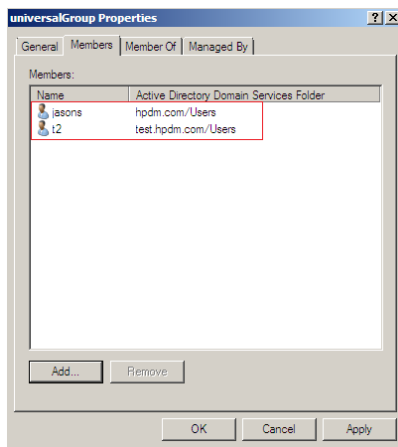 universalGroup Properties ? X
General Members Member Of Managed By
Members:
Name Active Directory Domain Services Folder
jasons hpdm.com/Users
t2 test.hpdm.com/Users
Add... Remove
OK Cancel Apply